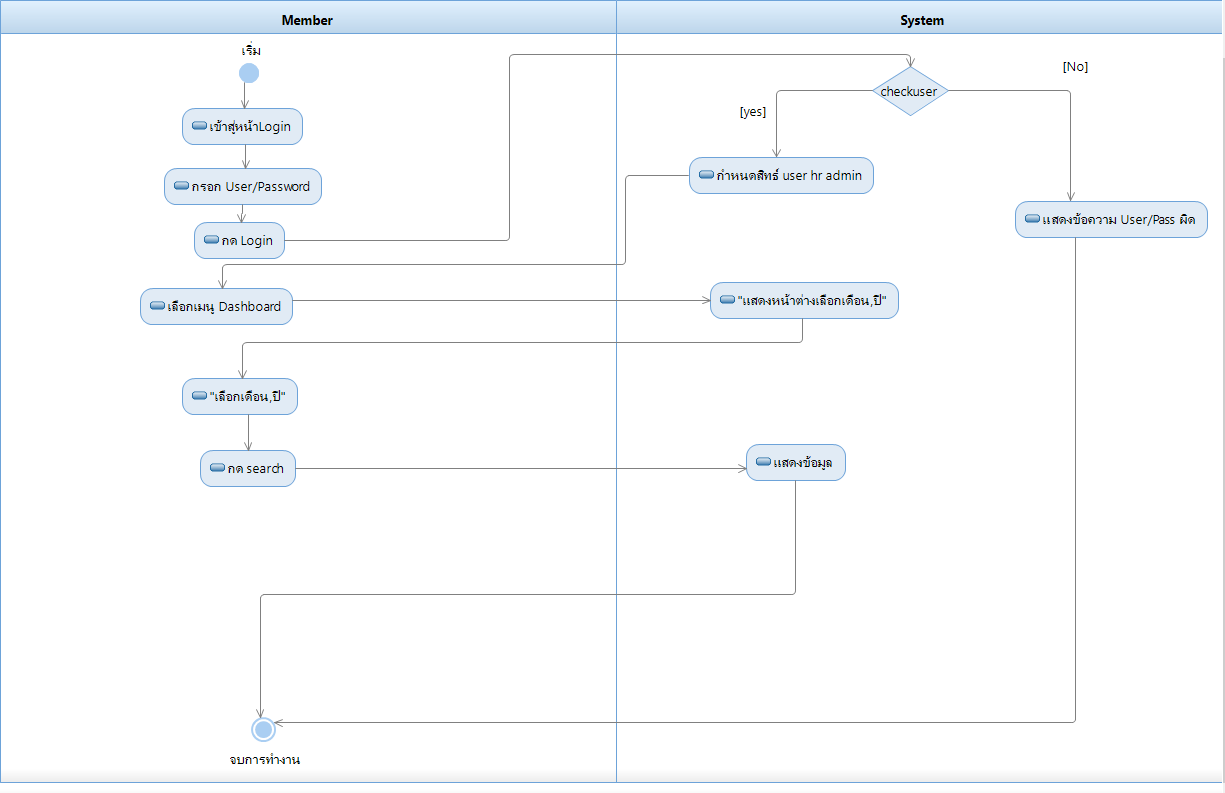 Member
System
เริ่ม
[No]
checkuser
[yes]
เข้าสู่หน้าLogin
กำหนดสิทธ์ user hr admin
กรอก User/Password
แสดงข้อความ User/Pass ผิด
กด Login
เลือกเมนู Dashboard
"แสดงหน้าต่างเลือกเดือน,ปี"
"เลือกเดือน,ปี"
กด search
แสดงข้อมูล
จบการทำงาน